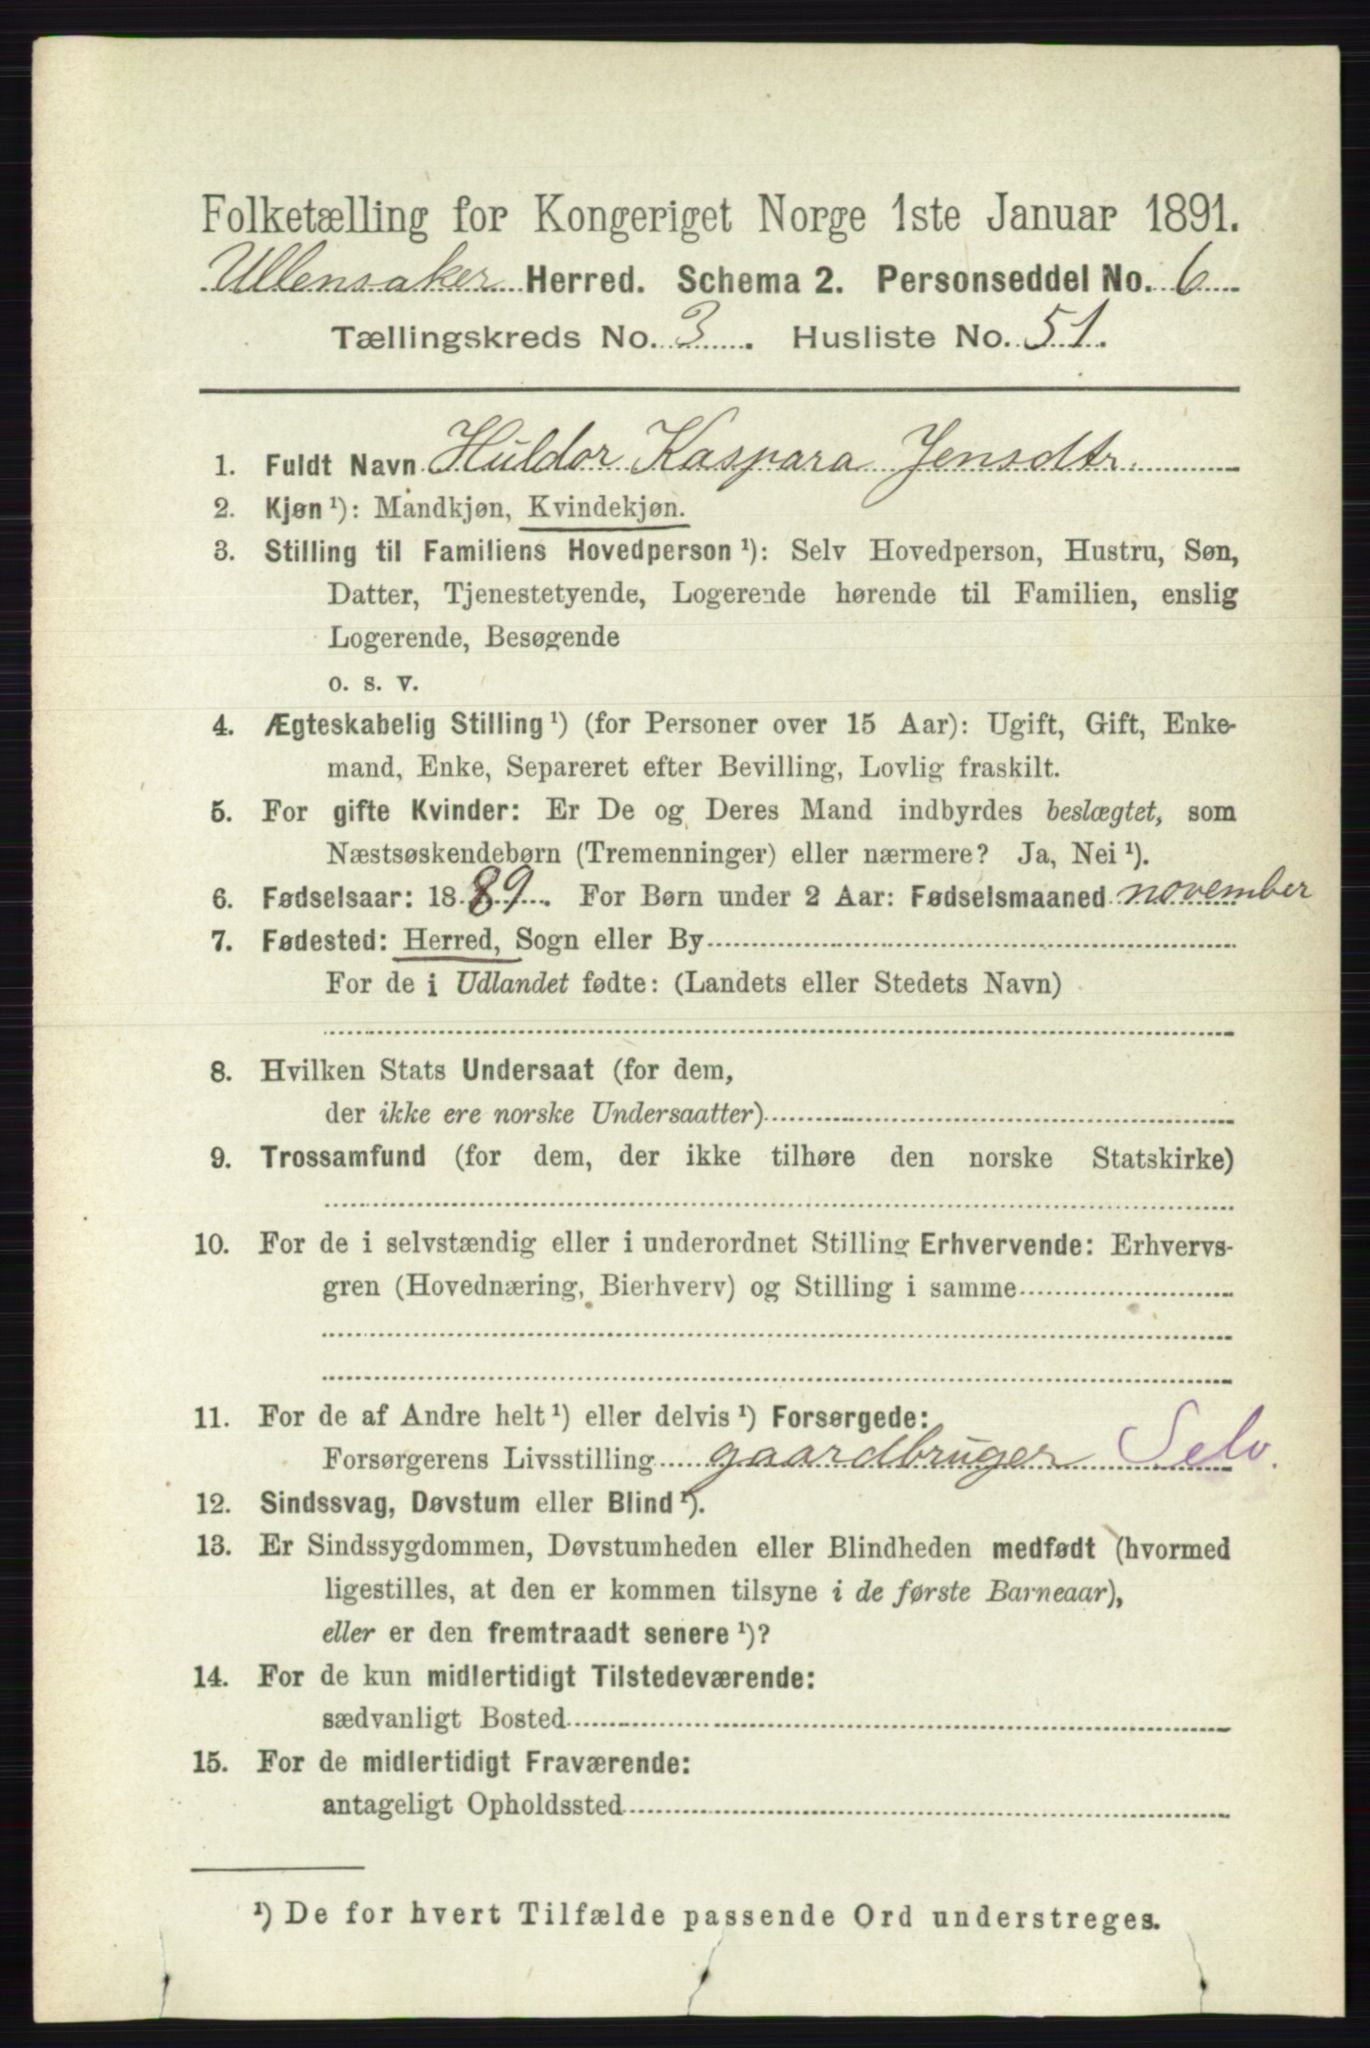 Folketælling for Kongeriget Norge 1ste Januar 1891.
Ullensaker Herred. Schema 2. Personseddel No. 6
Tællingskreds No. 3. Husliste No. 51.
1. Fuldt Navn Huldor Kaspara Jensdtr.
2. Kjøn ¹): Mandkjøn, Kvindekjøn.
3. Stilling til Familiens Hovedperson ¹): Selv Hovedperson, Hustru, Søn,
Datter, Tjenestetyende, Logerende hørende til Familien, enslig
Logerende, Besøgende
o. s. v.
4. Ægteskabelig Stilling ¹) (for Personer over 15 Aar): Ugift, Gift, Enke-
mand, Enke, Separeret efter Bevilling, Lovlig fraskilt.
5. For gifte Kvinder: Er De og Deres Mand indbyrdes beslægtet, som
Næstsøskendebørn (Tremenninger) eller nærmere? Ja, Nei ¹).
6. Fødselsaar: 1889. For Børn under 2 Aar: Fødselsmaaned november
7. Fødested: Herred, Sogn eller By
For de i Udlandet fødte: (Landets eller Stedets Navn)
8. Hvilken Stats Undersaat (for dem,
der ikke ere norske Undersaatter)
9. Trossamfund (for dem, der ikke tilhøre den norske Statskirke)
10. For de i selvstændig eller i underordnet Stilling Erhvervende: Erhvervs-
gren (Hovednæring, Bierhverv) og Stilling i samme
11. For de af Andre helt ¹) eller delvis ¹) Forsørgede:
Forsørgerens Livsstilling gaardbruger Selv.
12. Sindssvag, Døvstum eller Blind ¹).
13. Er Sindssygdommen, Døvstumheden eller Blindheden medfødt (hvormed
ligestilles, at den er kommen tilsyne i de første Barneaar),
eller er den fremtraadt senere ¹)?
14. For de kun midlertidigt Tilstedeværende:
sædvanligt Bosted
15. For de midlertidigt Fraværende:
antageligt Opholdssted
¹) De for hvert Tilfælde passende Ord understreges.